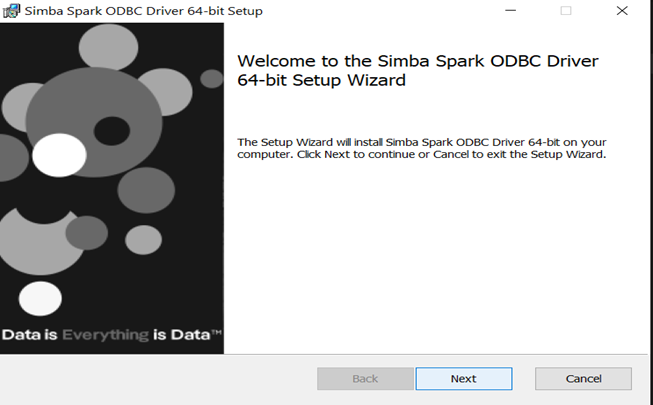 Simba Spark ODBC Driver 64-bit Setup
Welcome to the Simba Spark ODBC Driver
64-bit Setup Wizard
The Setup Wizard will install Simba Spark ODBC Driver 64-bit on your
computer. Click Next to continue or Cancel to exit the Setup Wizard.
Data is Everything is Data™
Back
Next
Cancel